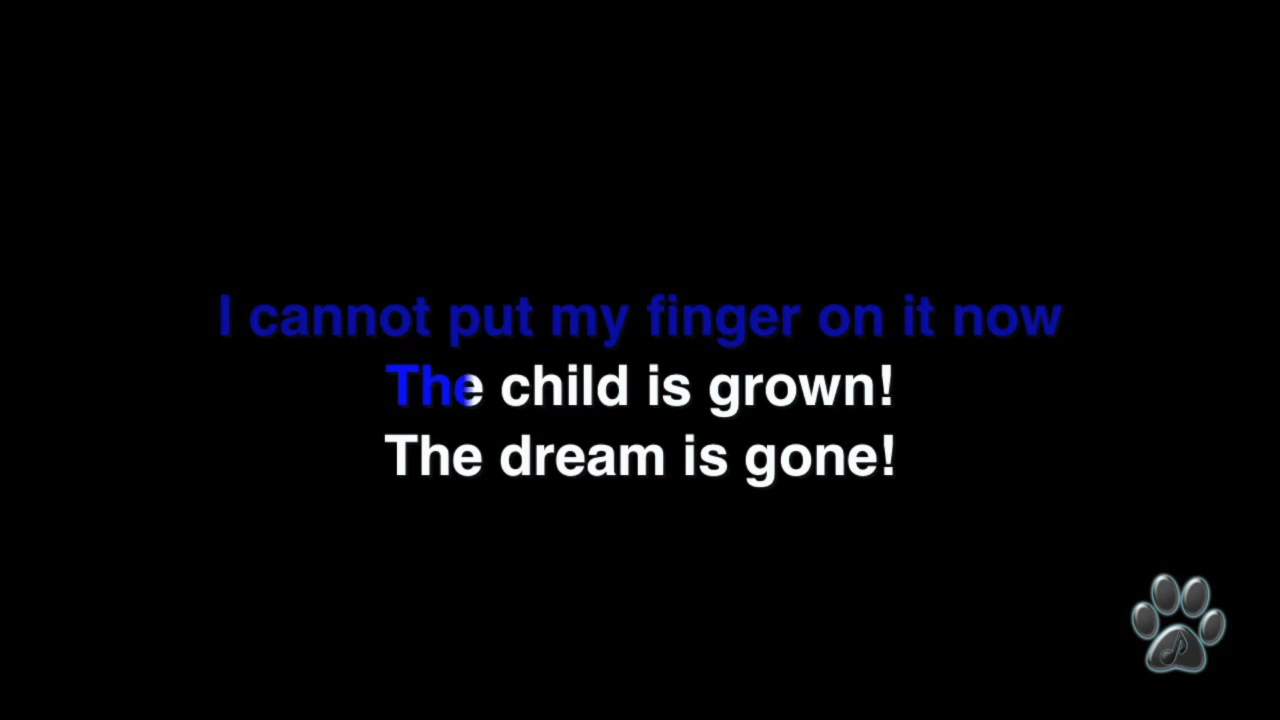 I cannot put my finger on it now
The child is grown!
The dream is gone!